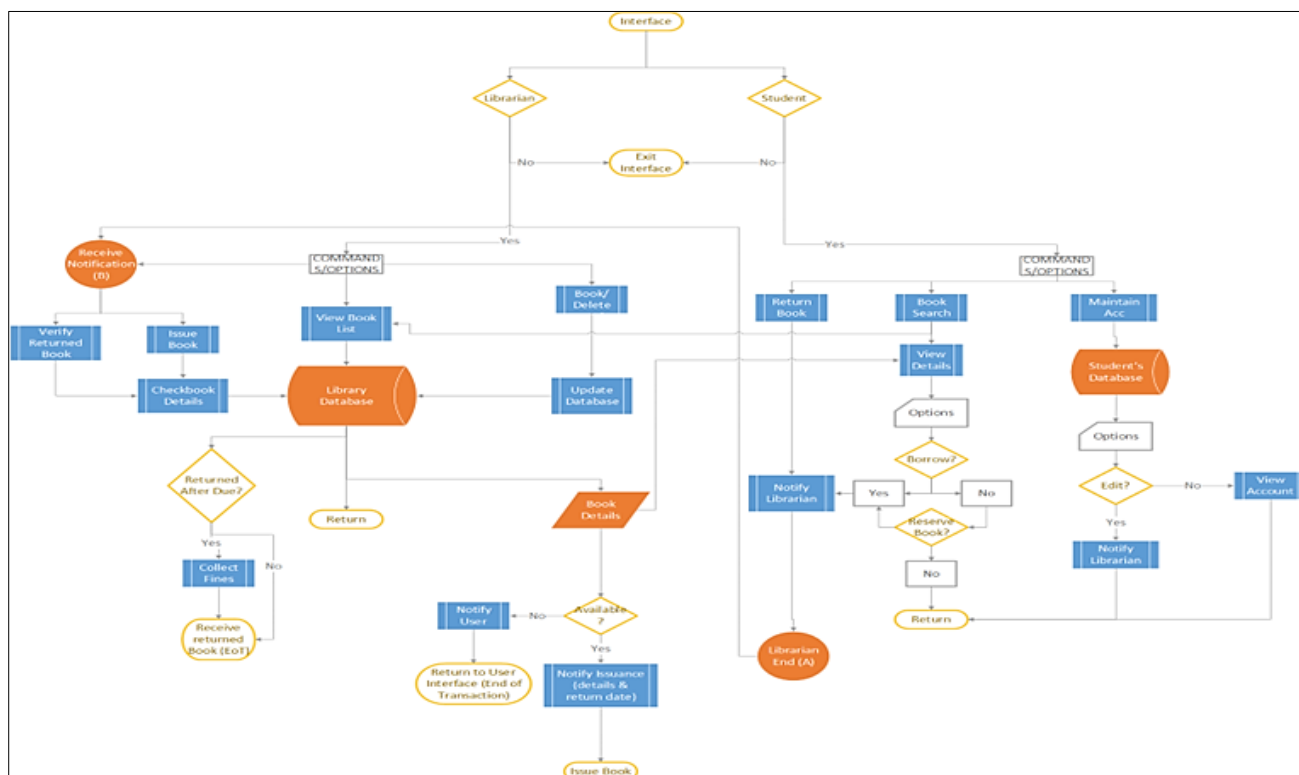 Interface
Librarian
Student
No
Exit
Interface
No
Yes
Yes
Receive
Notification
(B)
COMMAND
S/OPTIONS
COMMAND
S/OPTIONS
Verify
Returned
Book
Issue
Book
View Book
List
Book/
Delete
Return
Book
Book
Search
Maintain
Acc
View
Details
Student's
Database
Checkbook
Details
Library
Database
Update
Database
Options
Options
Returned
After Due?
Borrow?
Edit?
No
View
Account
Return
Book
Details
Notify
Librarian
Yes
No
Reserve
Book?
Yes
Yes
Collect
Fines
No
No
Notify
Librarian
Notify
User
No
Available
?
Return
Receive
returned
Book (EoT)
Yes
Librarian
End (A)
Return to User
Interface (End of
Transaction)
Notify Issuance
(details &
return date)
Issue Book